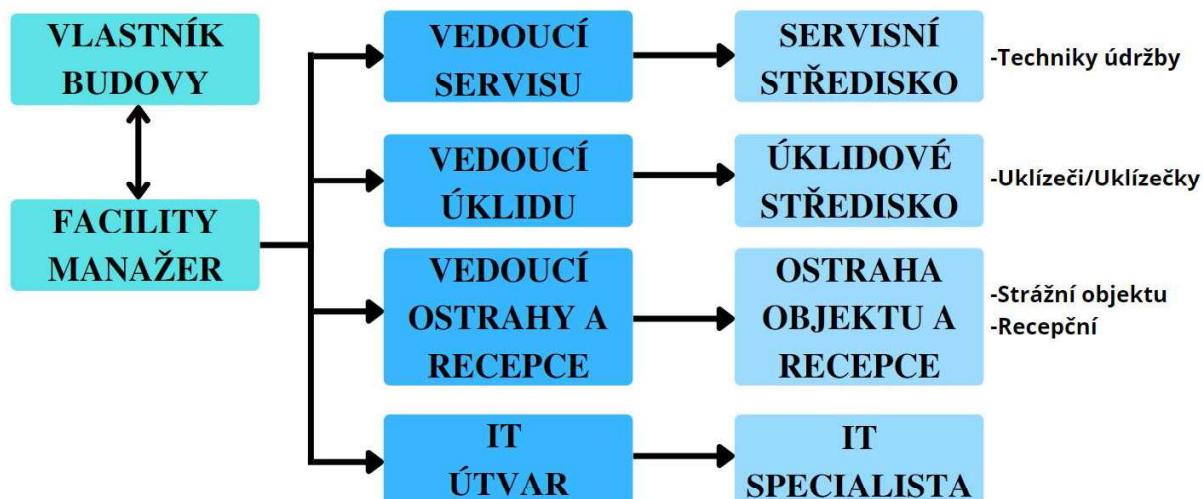 VLASTNÍK
BUDOVY
FACILITY
MANAŽER
VEDOUCÍ
SERVISU
SERVISNÍ
STŘEDISKO
-Techniky údržby
VEDOUCÍ
ÚKLIDU
ÚKLIDOVÉ
STŘEDISKO
-Uklízeči/Uklízečky
VEDOUCÍ
OSTRAHY A
RECEPCE
OSTRAHA
OBJEKTU A
RECEPCE
-Strážní objektu
-Recepční
IT
ÚTVAR
IT
SPECIALISTA